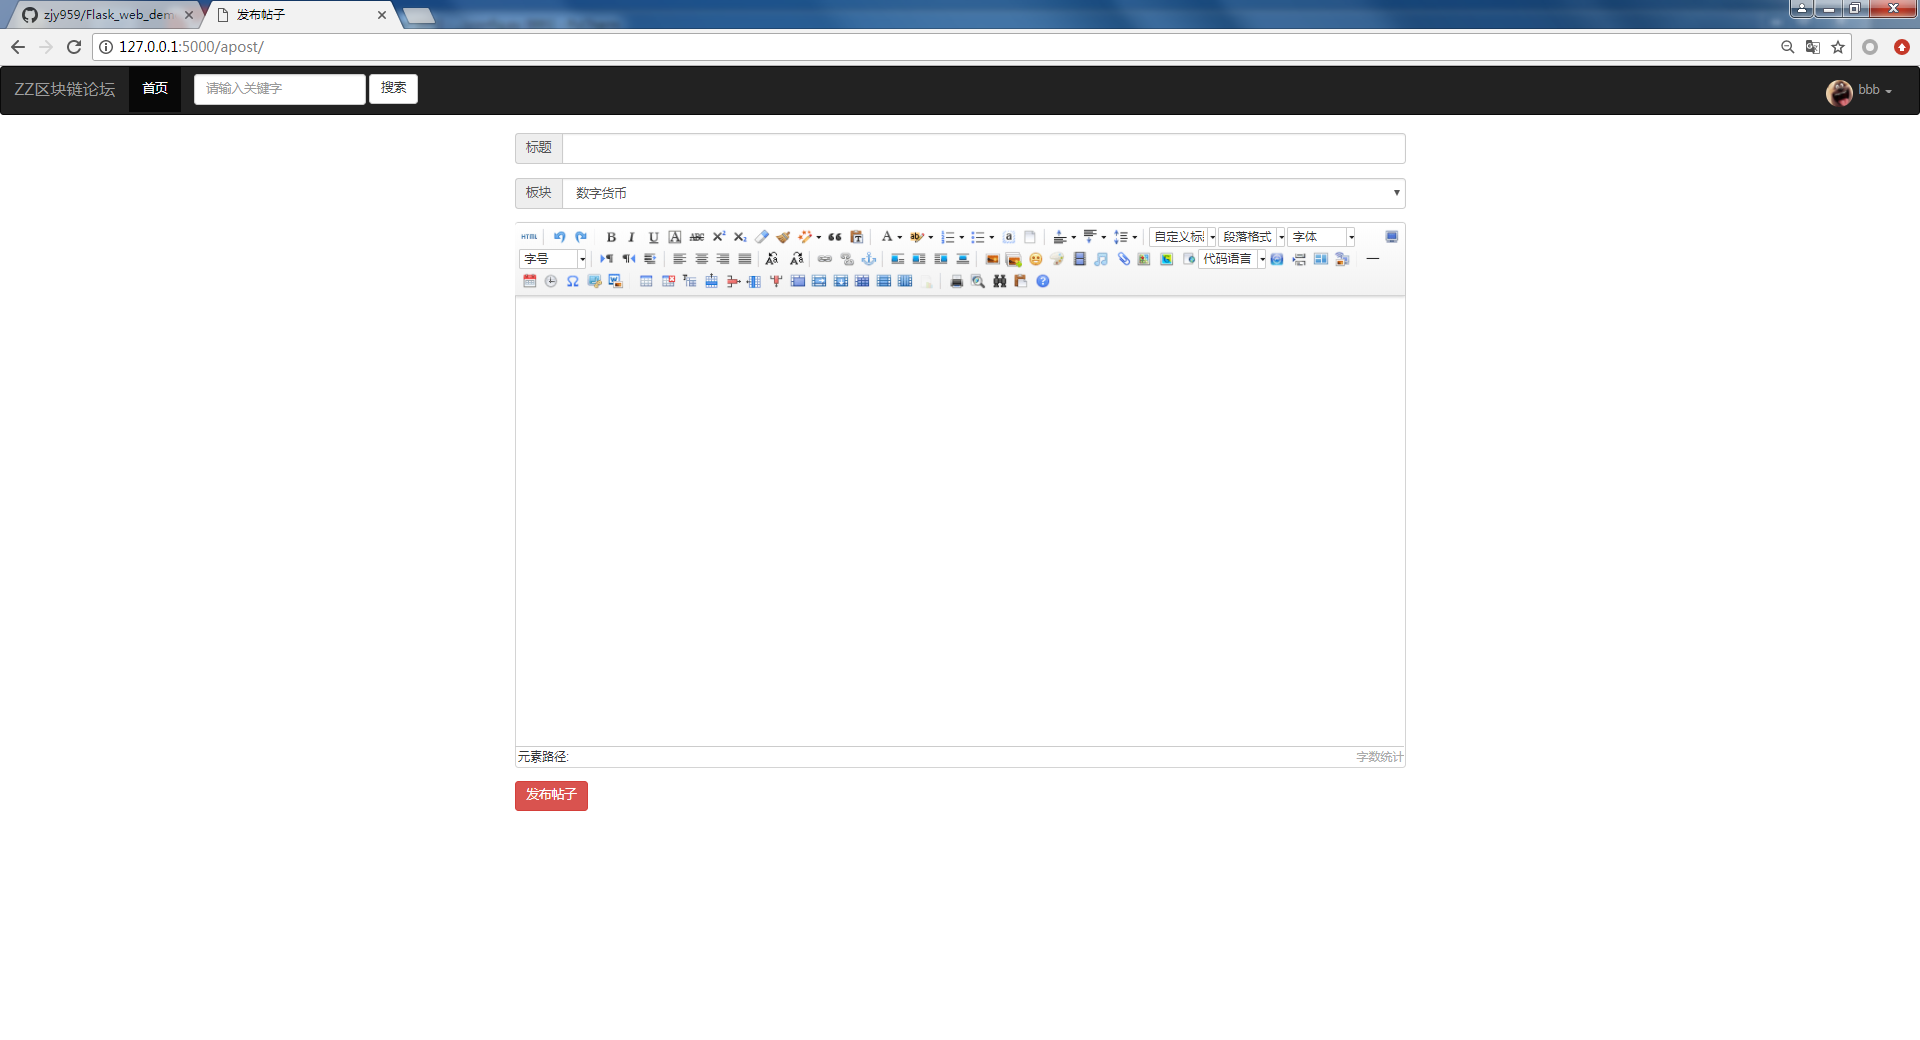 zjy959/Flask_web_dem
发布帖子
127.0.0.1:5000/apost/
ZZ区块链论坛 首页 请输入关键字 搜索 bbb
标题
板块 数字货币
HTML B I U A ABC X² X₂ A ab a 自定义标 段落格式 字体
字号 代码语言
元素路径: 字数统计
发布帖子